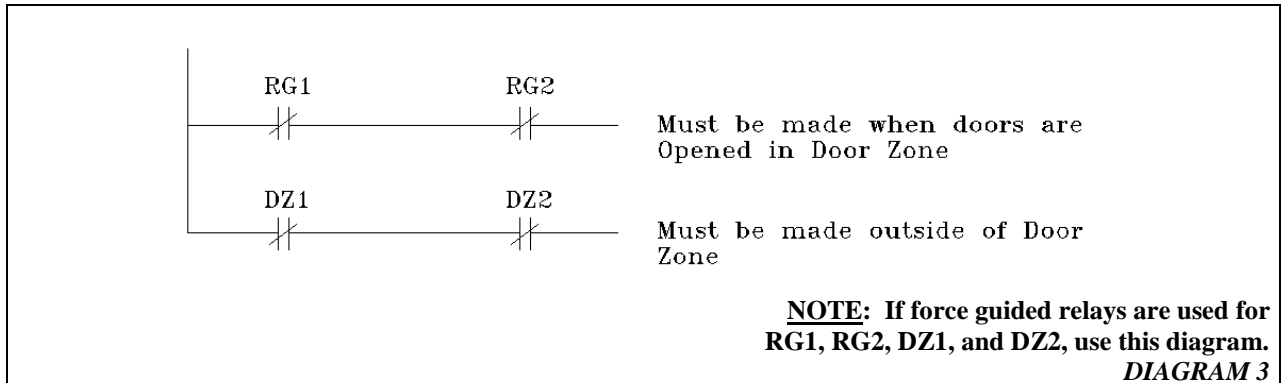 RG1 RG2
Must be made when doors are
Opened in Door Zone
DZ1 DZ2
Must be made outside of Door
Zone
NOTE: If force guided relays are used for
RG1, RG2, DZ1, and DZ2, use this diagram.
DIAGRAM 3